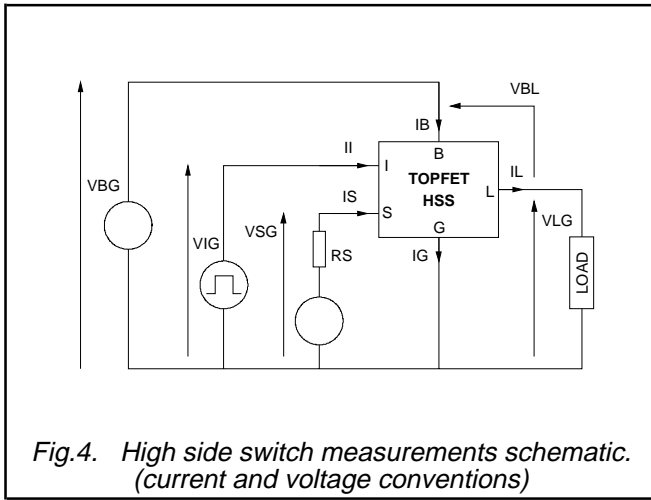 VBL
IB
B
II
I
TOPFET
HSS
L
IL
VBG
IS
S
VSG
VLG
VIG
G
RS
IG
LOAD
Fig.4. High side switch measurements schematic.
(current and voltage conventions)